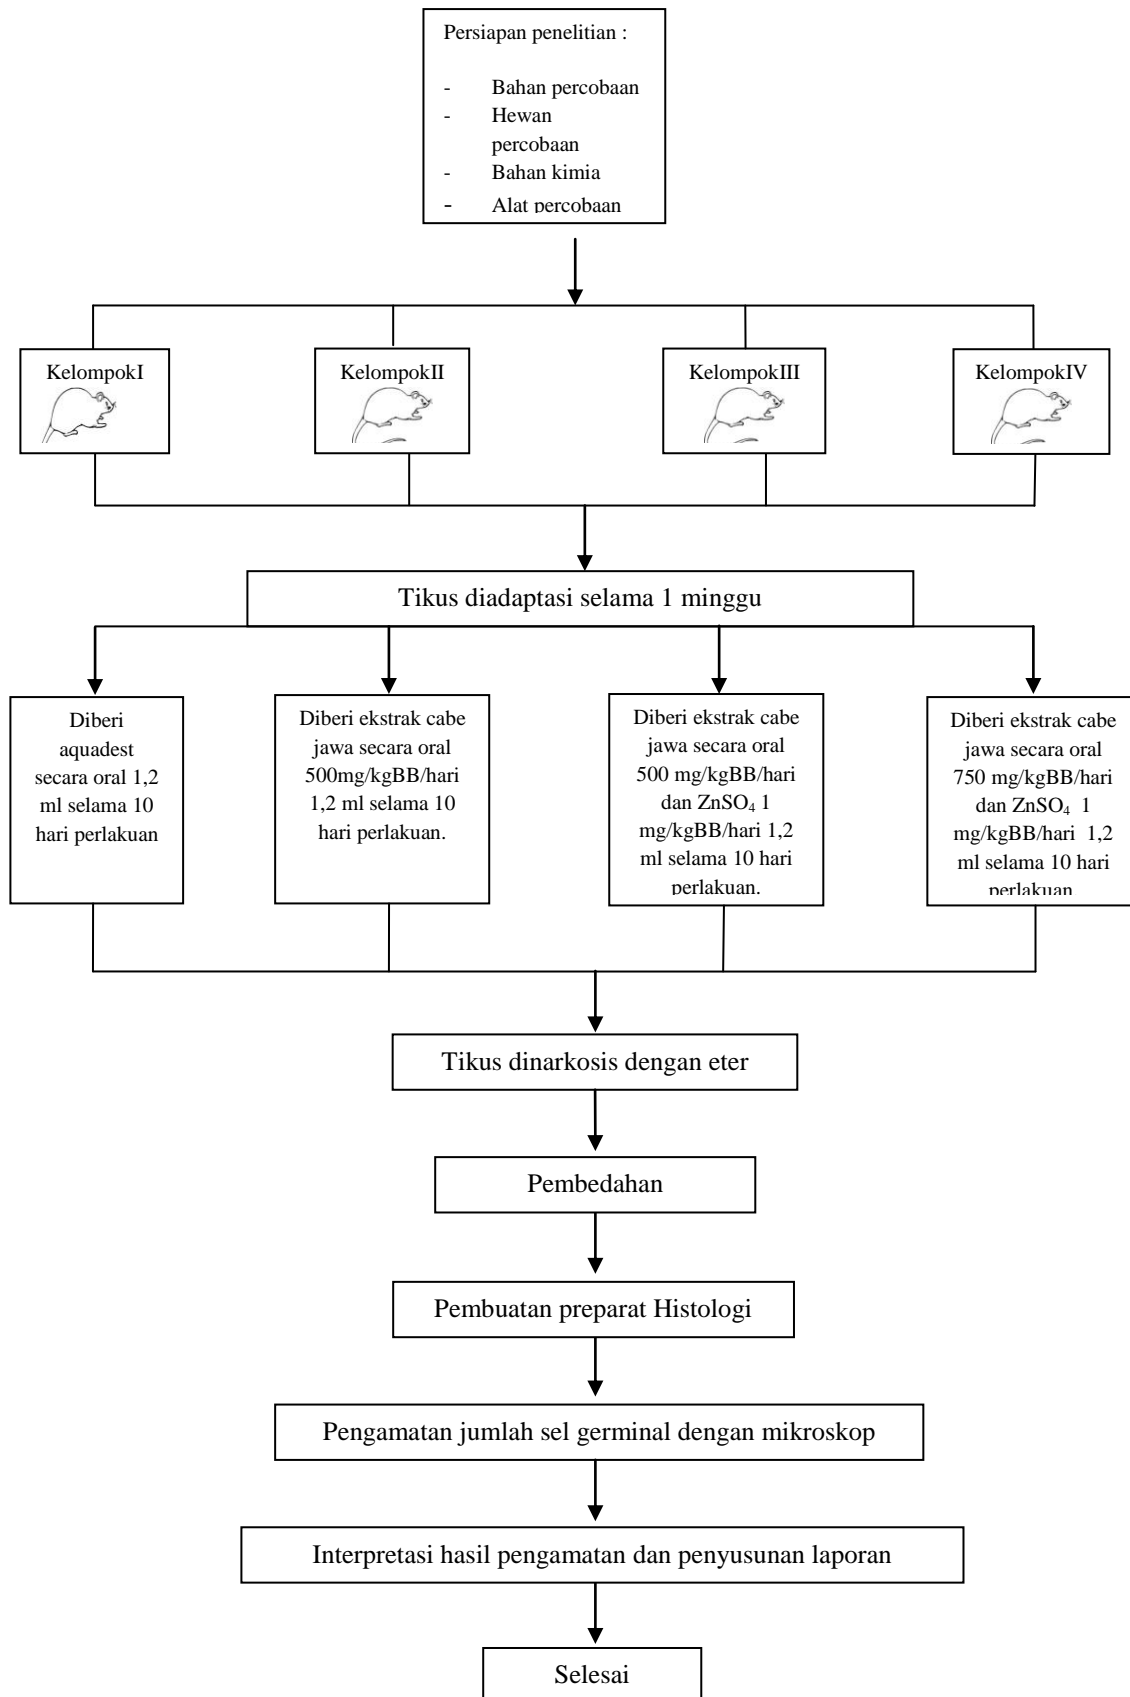 Persiapan penelitian :
- Bahan percobaan
- Hewan
percobaan
- Bahan kimia
- Alat percobaan
KelompokI
KelompokII
KelompokIII
KelompokIV
Tikus diadaptasi selama 1 minggu
Diberi
aquadest
secara oral 1,2
ml selama 10
hari perlakuan
Diberi ekstrak cabe
jawa secara oral
500mg/kgBB/hari
1,2 ml selama 10
hari perlakuan.
Diberi ekstrak cabe
jawa secara oral
500 mg/kgBB/hari
dan ZnSO₄ 1
mg/kgBB/hari 1,2
ml selama 10 hari
perlakuan.
Diberi ekstrak cabe
jawa secara oral
750 mg/kgBB/hari
dan ZnSO₄ 1
mg/kgBB/hari 1,2
ml selama 10 hari
perlakuan
Tikus dinarkosis dengan eter
Pembedahan
Pembuatan preparat Histologi
Pengamatan jumlah sel germinal dengan mikroskop
Interpretasi hasil pengamatan dan penyusunan laporan
Selesai